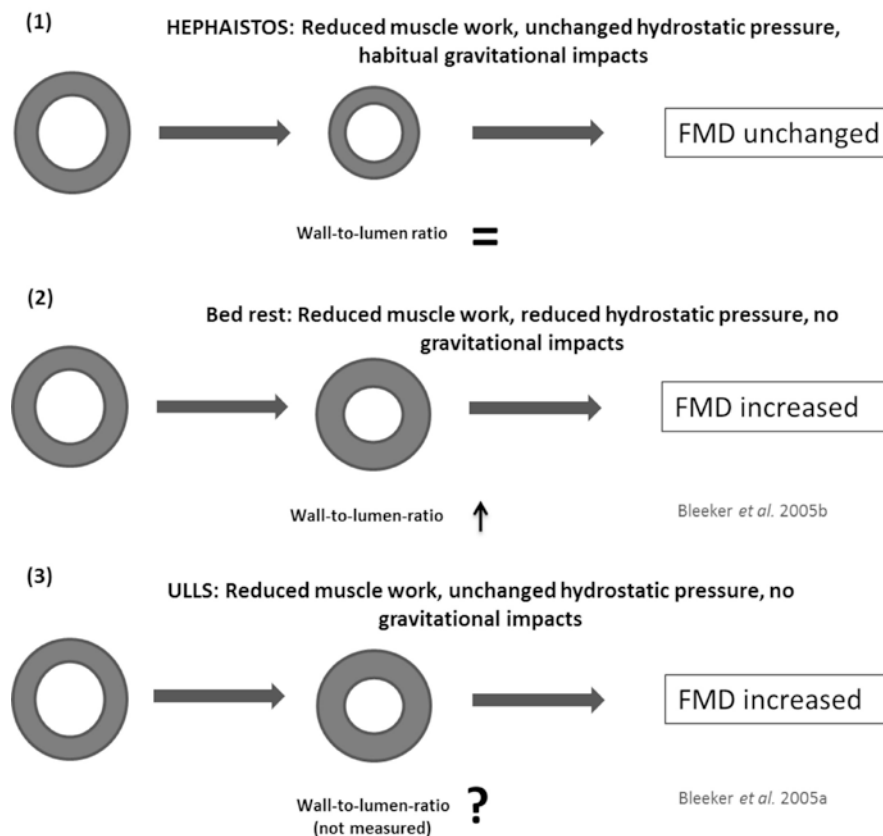 (1)
HEPHAISTOS: Reduced muscle work, unchanged hydrostatic pressure,
habitual gravitational impacts
FMD unchanged
Wall-to-lumen ratio =
(2)
Bed rest: Reduced muscle work, reduced hydrostatic pressure, no
gravitational impacts
FMD increased
Wall-to-lumen-ratio ↑
Bleeker et al. 2005b
(3)
ULLS: Reduced muscle work, unchanged hydrostatic pressure, no
gravitational impacts
FMD increased
Wall-to-lumen-ratio ?
(not measured)
Bleeker et al. 2005a